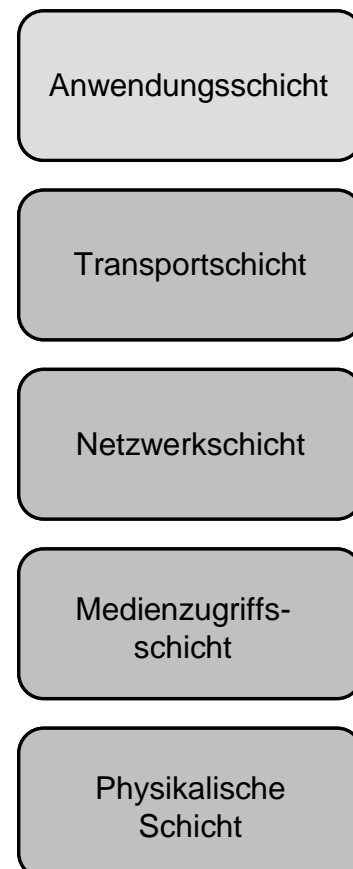 Anwendungsschicht
Transportschicht
Netzwerkschicht
Medienzugriffs-
schicht
Physikalische
Schicht